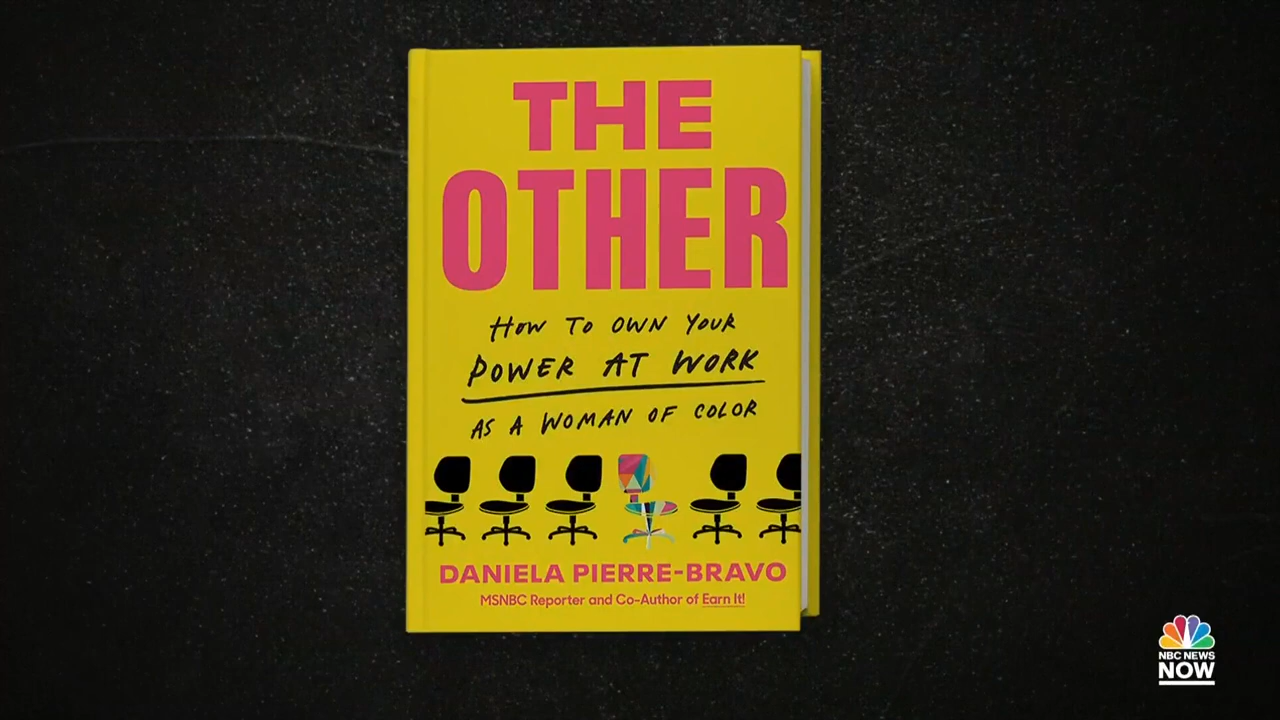 THE
OTHER
HOW TO OWN YOUR
POWER AT WORK
AS A WOMAN OF COLOR
DANIELA PIERRE-BRAVO
MSNBC Reporter and Co-Author of Earn It!
NBC NEWS
NOW